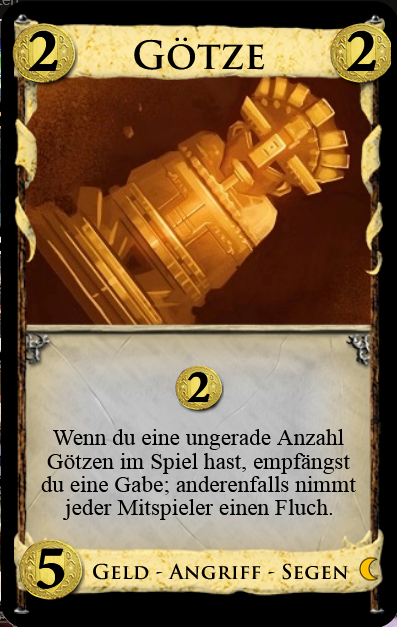 2 GÖTZE 2
2
Wenn du eine ungerade Anzahl
Götzen im Spiel hast, empfängst
du eine Gabe; anderenfalls nimmt
jeder Mitspieler einen Fluch.
5 GELD - ANGRIFF - SEGEN